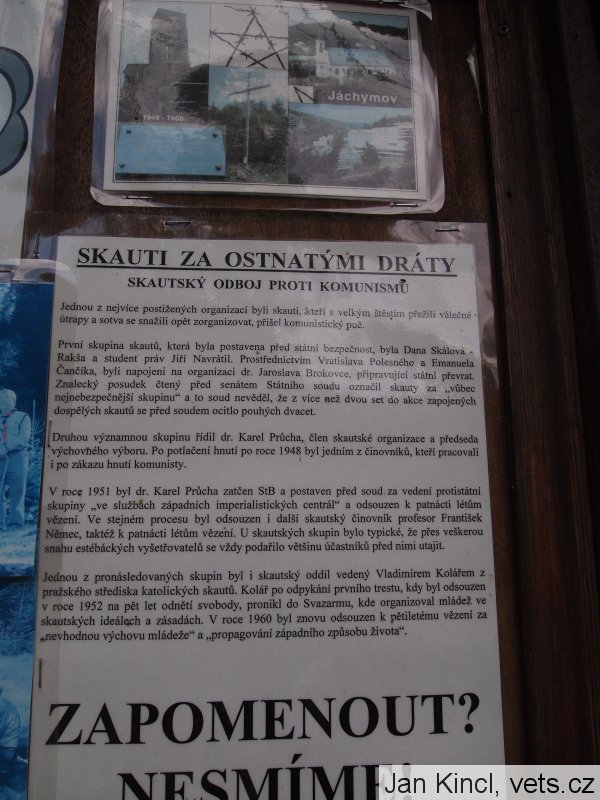 1948 - 1960
Jáchymov
SKAUTI ZA OSTNATÝMI DRÁTY
SKAUTSKÝ ODBOJ PROTI KOMUNISMŮ
Jednou z nejvíce postižených organizací byli skauti, kteří s velkým štěstím přežili válečné
útrapy a sotva se snažili opět zorganizovat, přišel komunistický puč.
První skupina skautů, která byla postavena před státní bezpečnost, byla Dana Skálová -
Rakša a student práv Jiří Navrátil. Prostřednictvím Vratislava Polesného a Emanuela
Čančíka, byli napojeni na organizaci dr. Jaroslava Brokovce, připravující státní převrat.
Znalecký posudek čtený před senátem Státního soudu označil skauty za „vůbec
nejnebezpečnější skupinu“ a to soud nevěděl, že z více než dvou set do akce zapojených
dospělých skautů se před soudem ocitlo pouhých dvacet.
Druhou významnou skupinu řídil dr. Karel Průcha, člen skautské organizace a předseda
výchovného výboru. Po potlačení hnutí po roce 1948 byl jedním z činovníků, kteří pracovali
i po zákazu hnutí komunisty.
V roce 1951 byl dr. Karel Průcha zatčen StB a postaven před soud za vedení protistátní
skupiny „ve službách západních imperialistických centrál“ a odsouzen k patnácti létům
vězení. Ve stejném procesu byl odsouzen i další skautský činovník profesor František
Němec, taktéž k patnácti létům vězení. U skautských skupin bylo typické, že přes veškerou
snahu estébáckých vyšetřovatelů se vždy podařilo většinu účastníků před nimi utajit.
Jednou z pronásledovaných skupin byl i skautský oddíl vedený Vladimírem Kolářem z
pražského střediska katolických skautů. Kolář po odpykání prvního trestu, kdy byl odsouzen
v roce 1952 na pět let odnětí svobody, pronikl do Svazarmu, kde organizoval mládež ve
skautských ideálech a zásadách. V roce 1960 byl znovu odsouzen k pětiletému vězení za
„nevhodnou výchovu mládeže“ a „propagování západního způsobu života“.
ZAPOMENOUT?
NESMÍME!
Jan Kincl, vets.cz